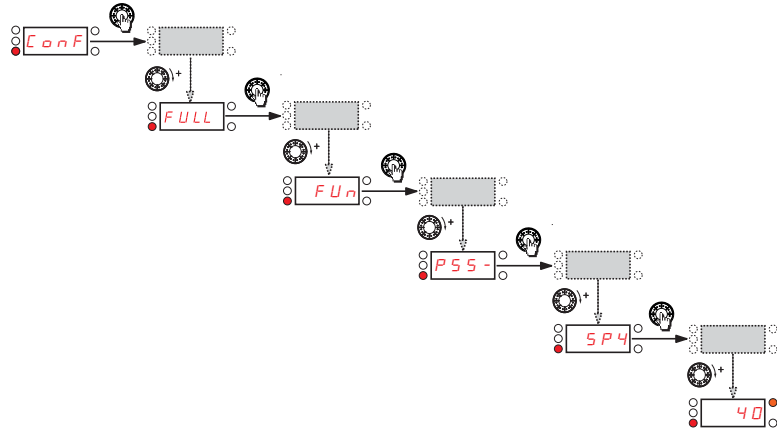 ConF
+
FULL
+
FUn
+
PSS-
+
SP4
+
40